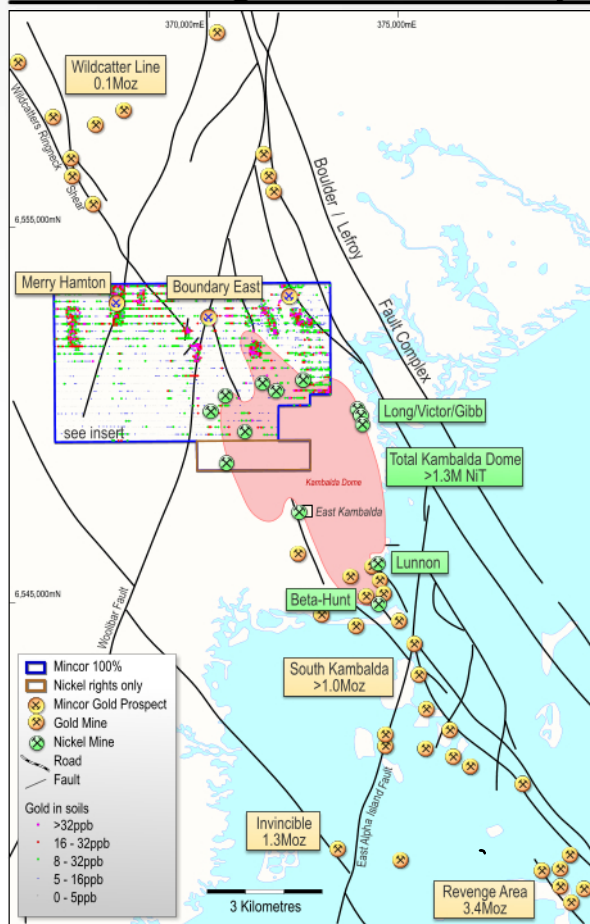 370,000mE
375,000mE
Wildcatter Line
0.1Moz
Wildcatters Ringneck
Shear
Boulder / Lefroy
Fault Complex
6,555,000mN
Merry Hamton
Boundary East
see insert
Long/Victor/Gibb
Total Kambalda Dome
>1.3M NiT
Kambalda Dome
East Kambalda
Lunnon
Beta-Hunt
6,545,000mN
Woolibar Fault
South Kambalda
>1.0Moz
East Alpha Island Fault
Invincible
1.3Moz
Revenge Area
3.4Moz
Mincor 100%
Nickel rights only
Mincor Gold Prospect
Gold Mine
Nickel Mine
Road
Fault
Gold in soils
>32ppb
16 - 32ppb
8 - 32ppb
5 - 16ppb
0 - 5ppb
3 Kilometres